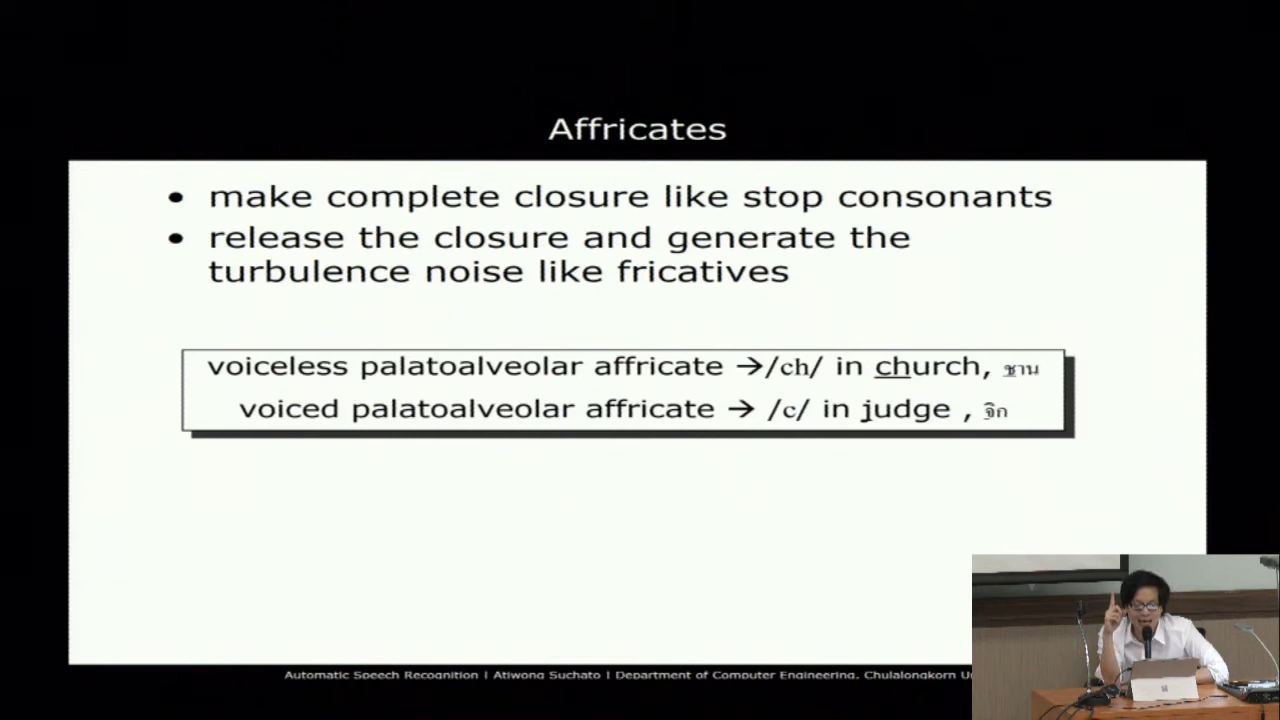 Affricates
• make complete closure like stop consonants
• release the closure and generate the
turbulence noise like fricatives
voiceless palatoalveolar affricate →/ch/ in church, ชาน
voiced palatoalveolar affricate → /c/ in judge , จิก
Automatic Speech Recognition | Atiwong Suchato | Department of Computer Engineering, Chulalongkorn